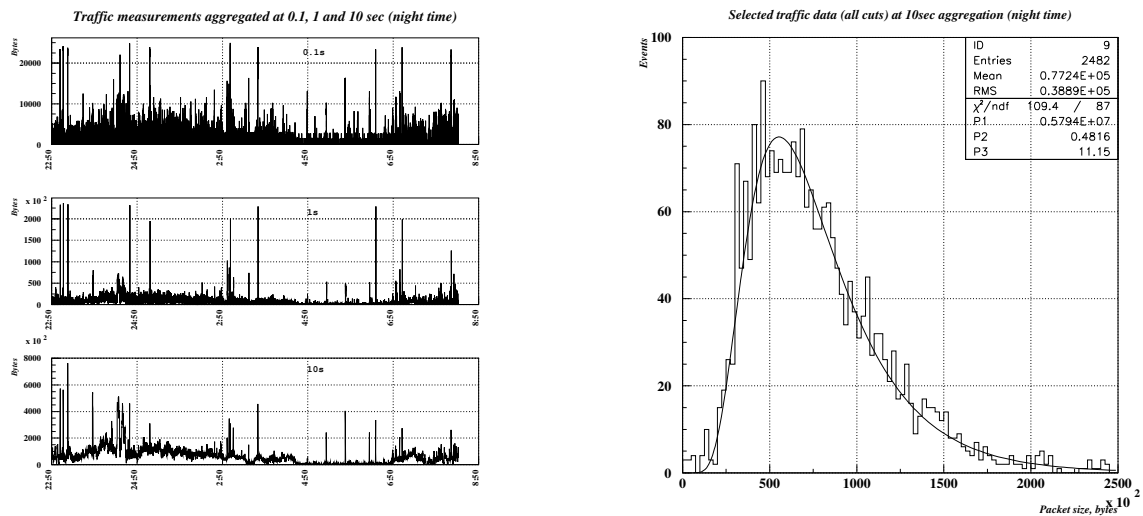 Traffic measurements aggregated at 0.1, 1 and 10 sec (night time)
Bytes
0.1s
20000
10000
0
22:50
24:50
2:50
4:50
6:50
8:50
x 10 2
Bytes
1s
2000
1500
1000
500
0
22:50
24:50
2:50
4:50
6:50
8:50
x 10 2
Bytes
10s
8000
6000
4000
2000
0
22:50
24:50
2:50
4:50
6:50
8:50
Selected traffic data (all cuts) at 10sec aggregation (night time)
Events
100
80
60
40
20
0
ID 9
Entries 2482
Mean 0.7724E+05
RMS 0.3889E+05
χ²/ndf 109.4 / 87
P1 0.5794E+07
P2 0.4816
P3 11.15
0 500 1000 1500 2000 2500
x 10 2
Packet size, bytes